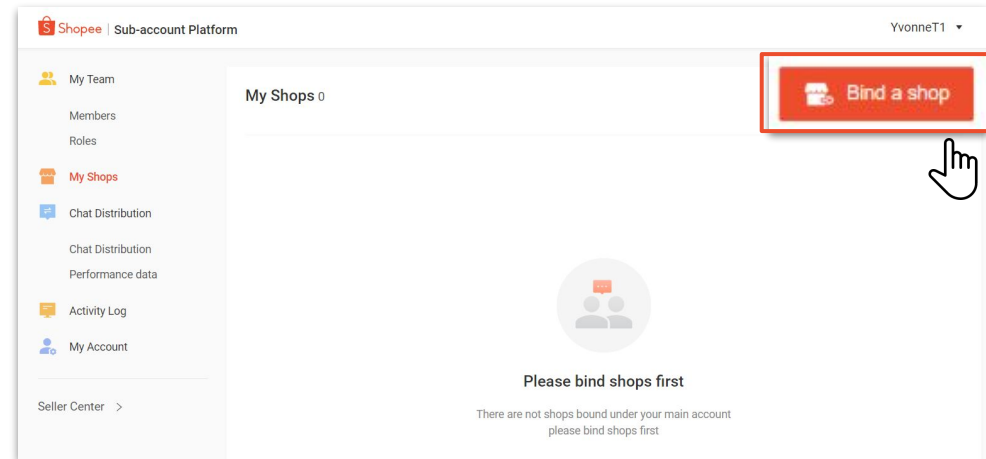 Shopee | Sub-account Platform
YvonneT1
My Team
Members
Roles
My Shops
Chat Distribution
Chat Distribution
Performance data
Activity Log
My Account
Seller Center >
My Shops 0
Bind a shop
Please bind shops first
There are not shops bound under your main account
please bind shops first